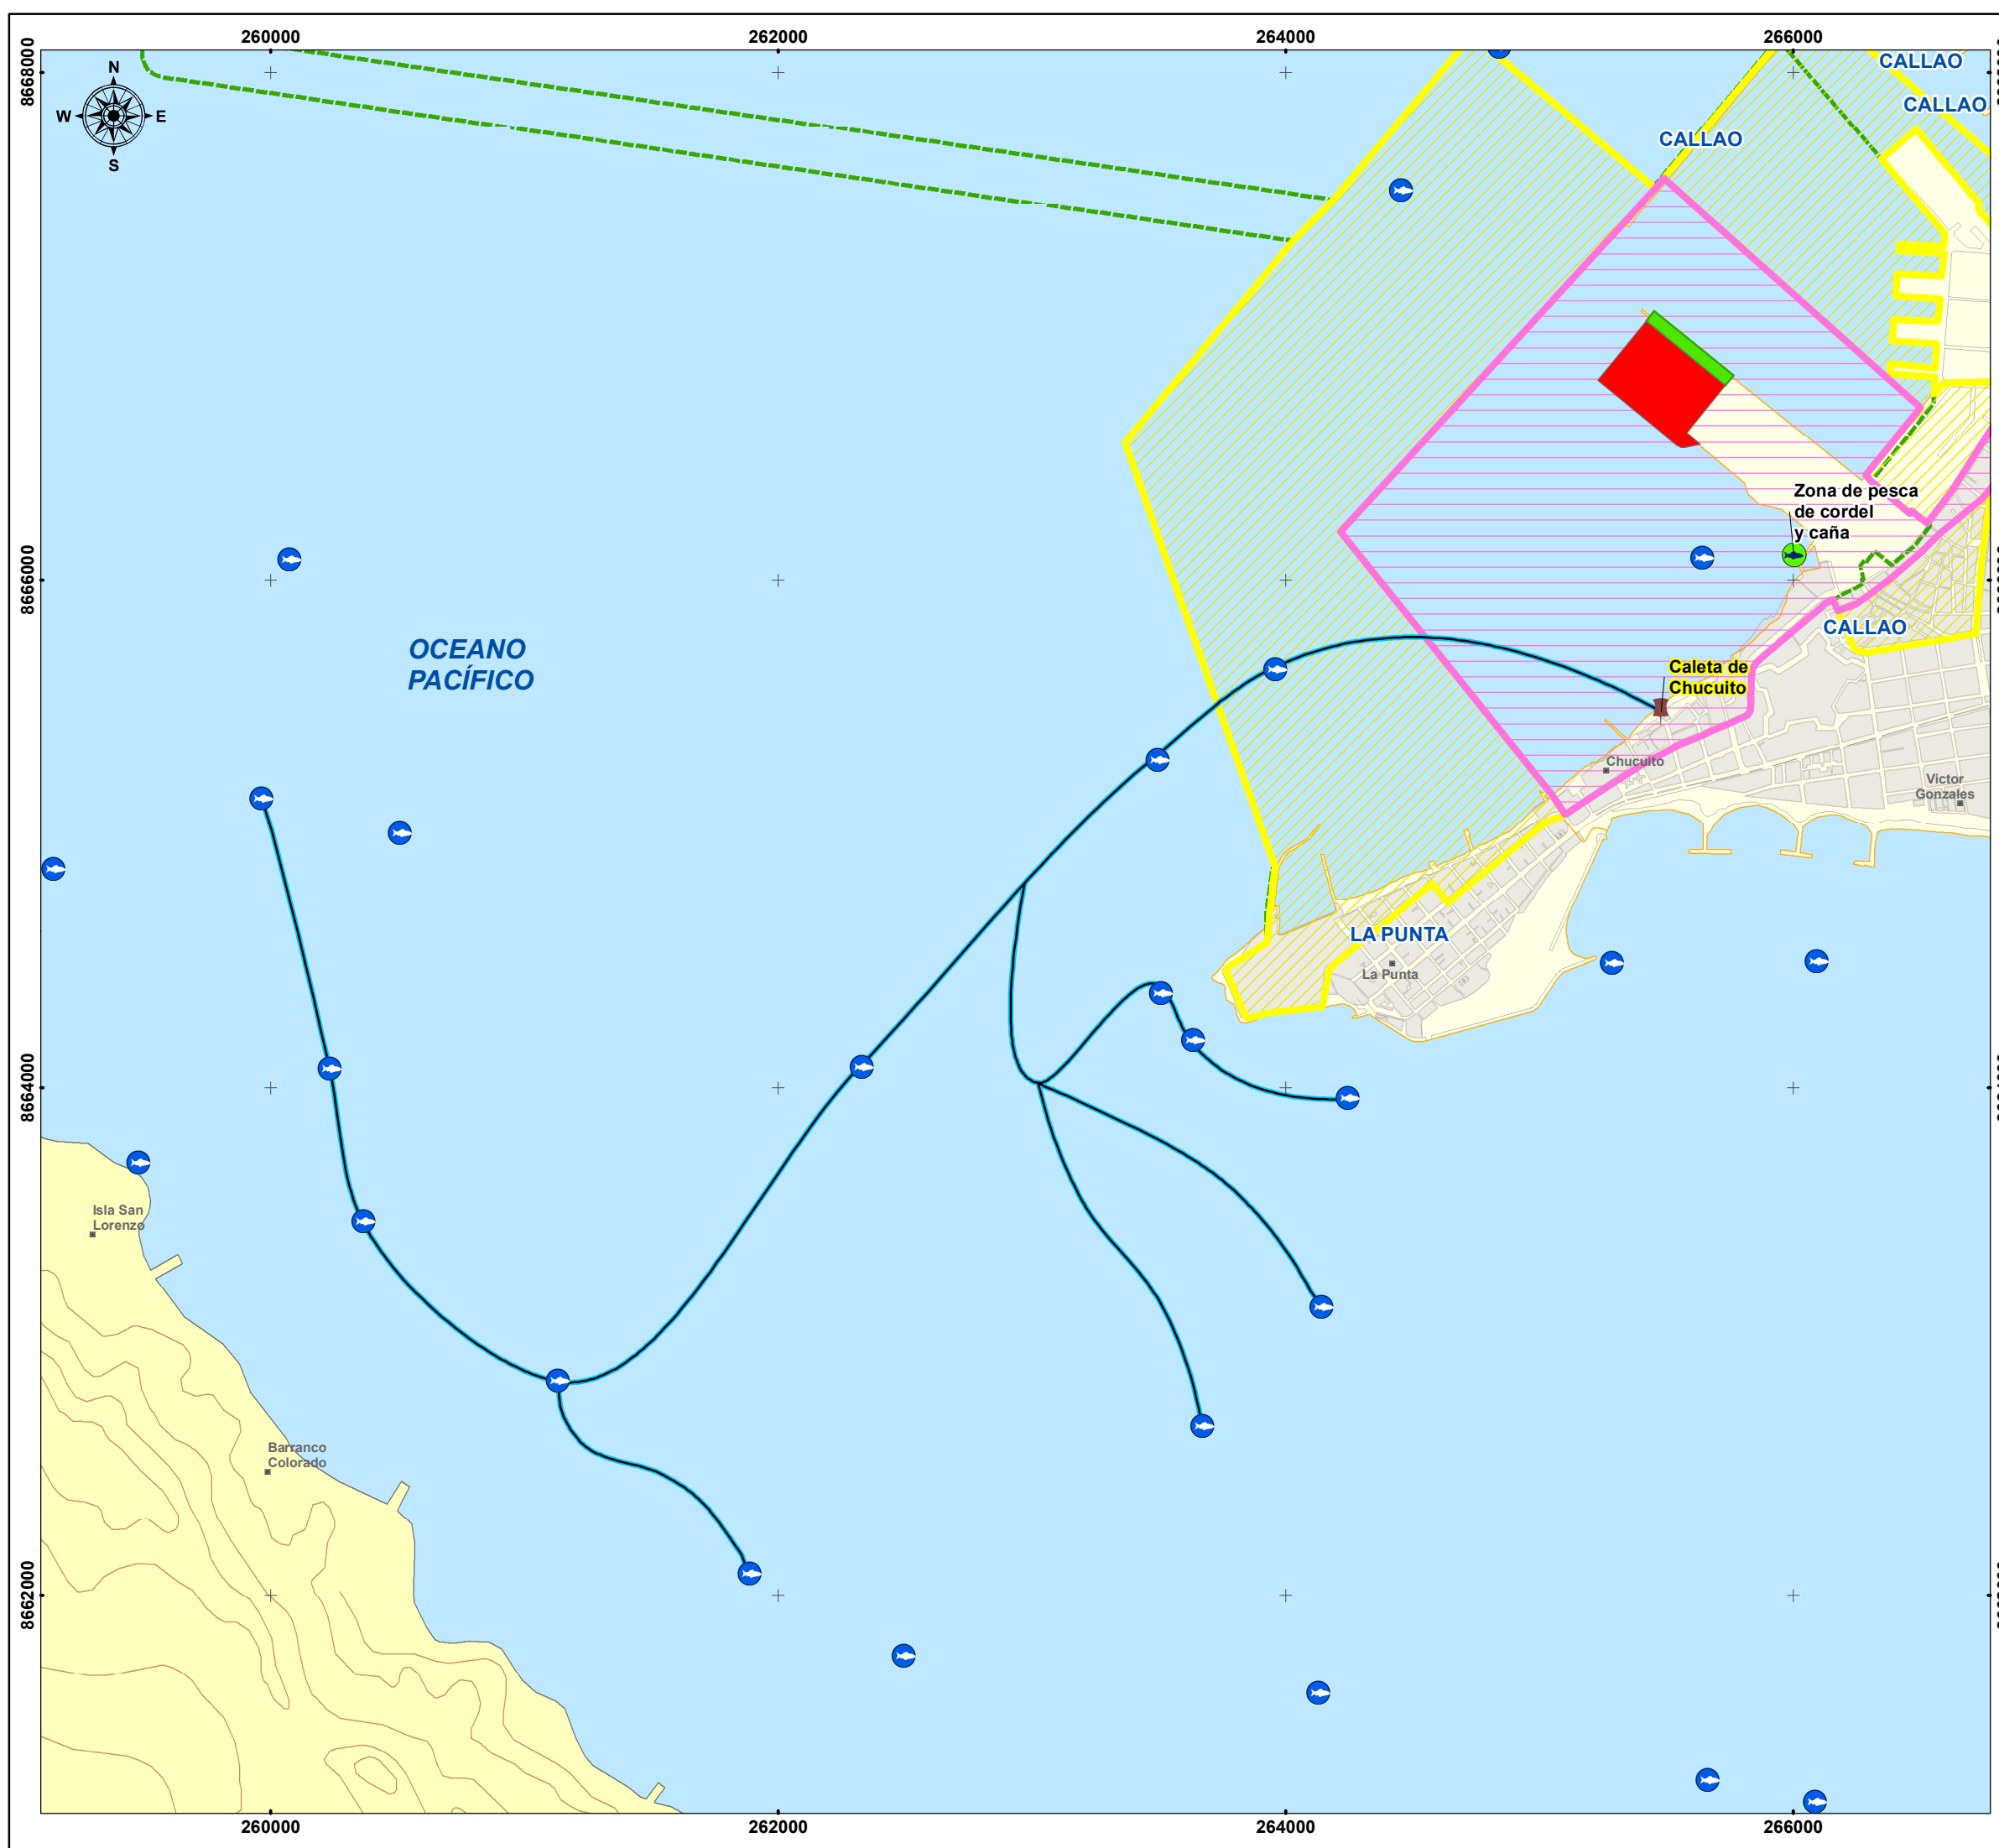 260000
262000
264000
266000
8668000
N
W
E
S
CALLAO
CALLAO
CALLAO
Zona de pesca
de cordel
y caña
8666000
OCEANO
PACÍFICO
CALLAO
Caleta de
Chucuito
Chucuito
Victor
Gonzales
LA PUNTA
La Punta
8664000
Isla San
Lorenzo
Barranco
Colorado
8662000
260000
262000
264000
266000